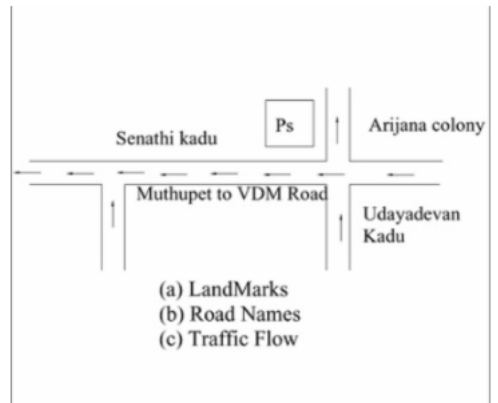 Ps
Arijana colony
Senathi kadu
Muthupet to VDM Road
Udayadevan
Kadu
(a) LandMarks
(b) Road Names
(c) Traffic Flow